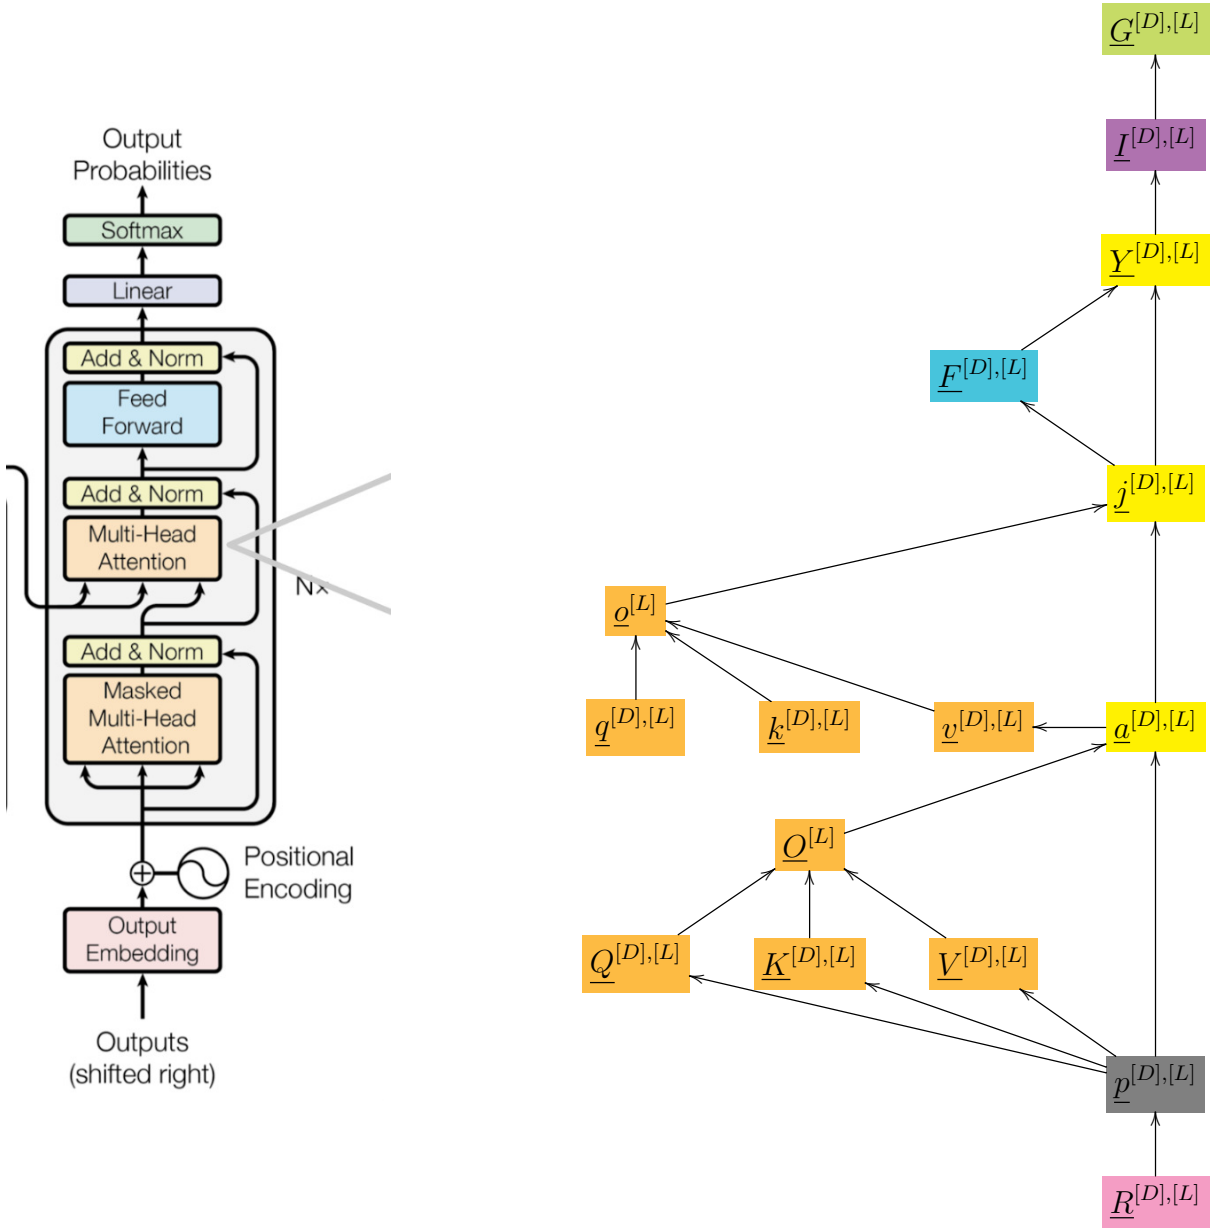 Output
Probabilities
Softmax
Linear
Add & Norm
Feed
Forward
Add & Norm
Multi-Head
Attention
N×
Add & Norm
Masked
Multi-Head
Attention
Positional
Encoding
Output
Embedding
Outputs
(shifted right)
G[D],[L]
I[D],[L]
Y[D],[L]
F[D],[L]
j[D],[L]
o[L]
q[D],[L] k[D],[L] v[D],[L] a[D],[L]
O[L]
Q[D],[L] K[D],[L] V[D],[L]
p[D],[L]
R[D],[L]